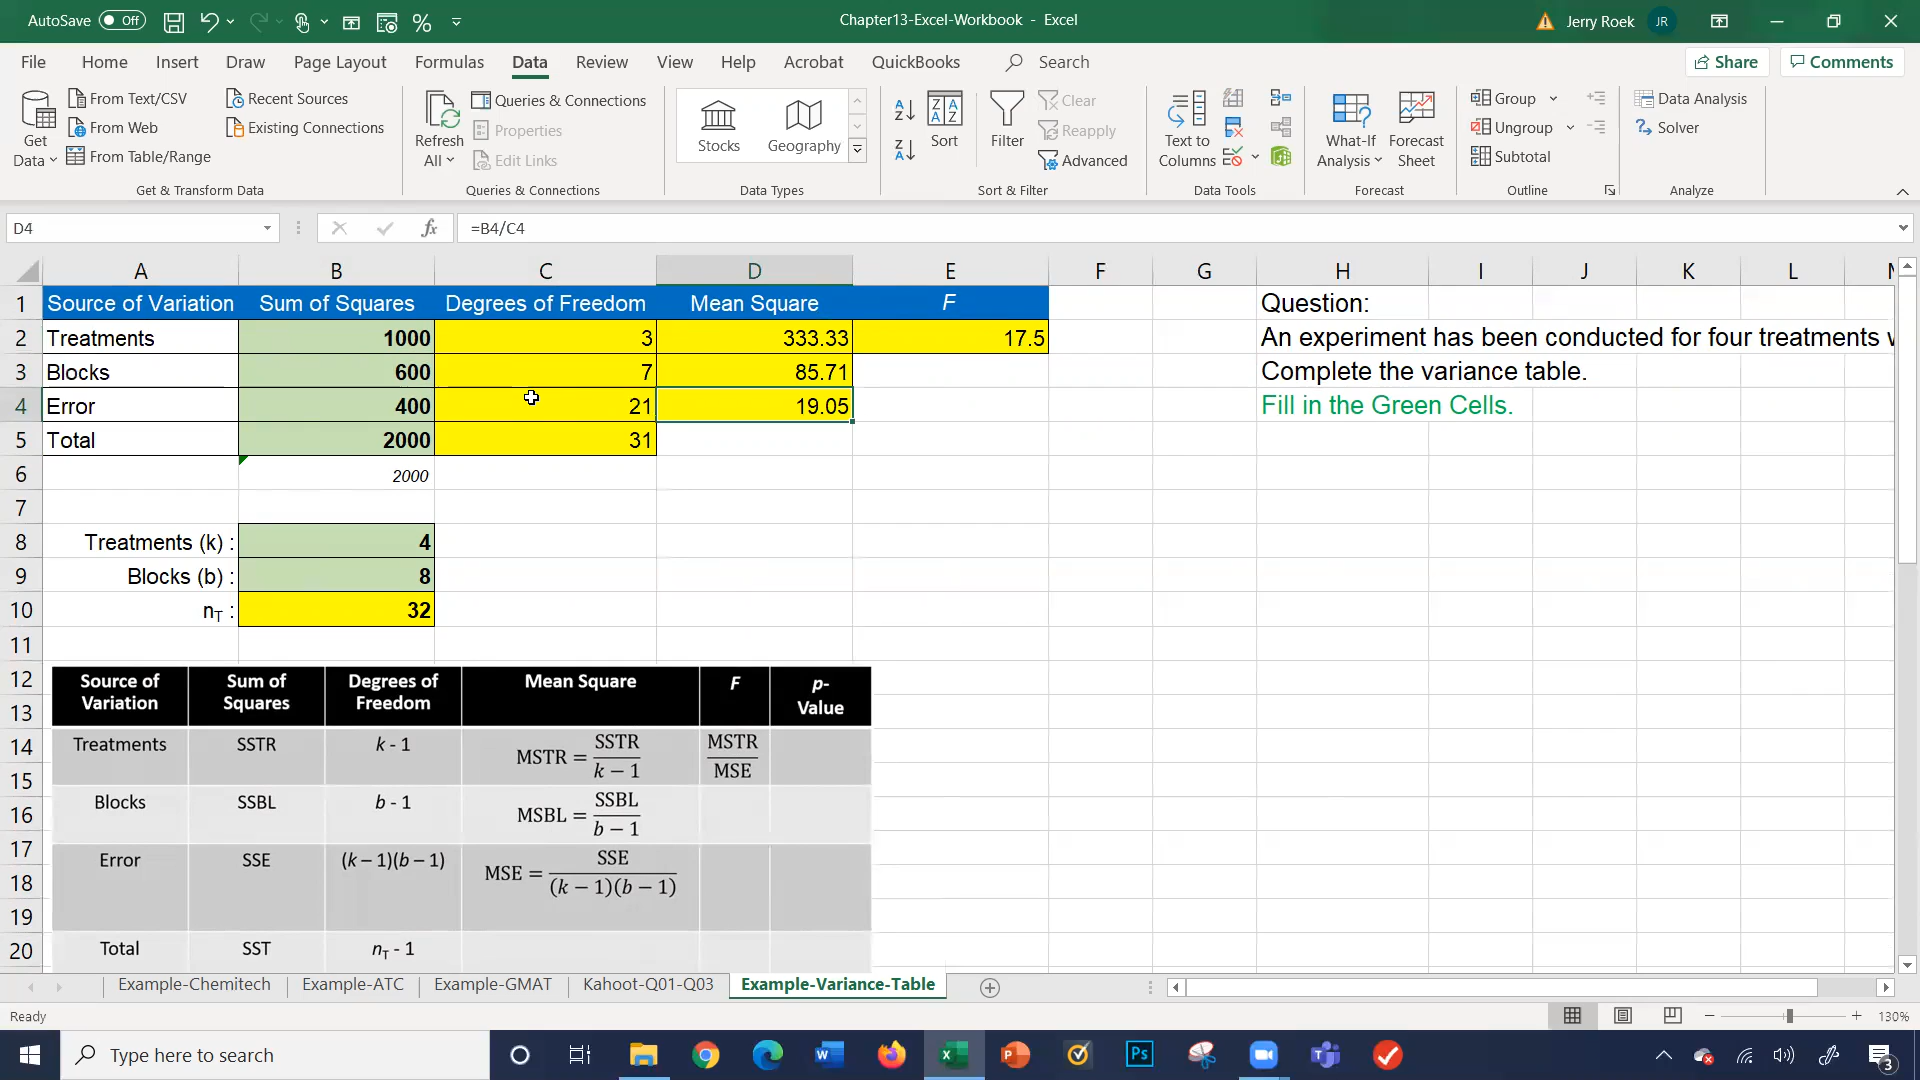 AutoSave Off
Chapter13-Excel-Workbook - Excel
Jerry Roek JR
File Home Insert Draw Page Layout Formulas Data Review View Help Acrobat QuickBooks Search Share Comments
Get Data
From Text/CSV
From Web
From Table/Range
Recent Sources
Existing Connections
Get & Transform Data
Refresh All
Queries & Connections
Properties
Edit Links
Queries & Connections
Stocks Geography
Data Types
Sort
Filter
Clear
Reapply
Advanced
Sort & Filter
Text to Columns
Data Tools
What-If Analysis
Forecast Sheet
Forecast
Group
Ungroup
Subtotal
Outline
Data Analysis
Solver
Analyze
D4 fx =B4/C4
A B C D E F G H I J K L M
1 Source of Variation Sum of Squares Degrees of Freedom Mean Square F Question:
2 Treatments 1000 3 333.33 17.5 An experiment has been conducted for four treatments w
3 Blocks 600 7 85.71 Complete the variance table.
4 Error 400 21 19.05 Fill in the Green Cells.
5 Total 2000 31
6 2000
7
8 Treatments (k) : 4
9 Blocks (b) : 8
10 nT : 32
11
12
13
14
15
16
17
18
19
20
Source of Variation Sum of Squares Degrees of Freedom Mean Square F p-Value
Treatments SSTR k - 1 MSTR = SSTR / k − 1 MSTR / MSE
Blocks SSBL b - 1 MSBL = SSBL / b − 1
Error SSE (k – 1)(b – 1) MSE = SSE / (k − 1)(b − 1)
Total SST nT - 1
Example-Chemitech Example-ATC Example-GMAT Kahoot-Q01-Q03 Example-Variance-Table
Ready 130%
Type here to search
3